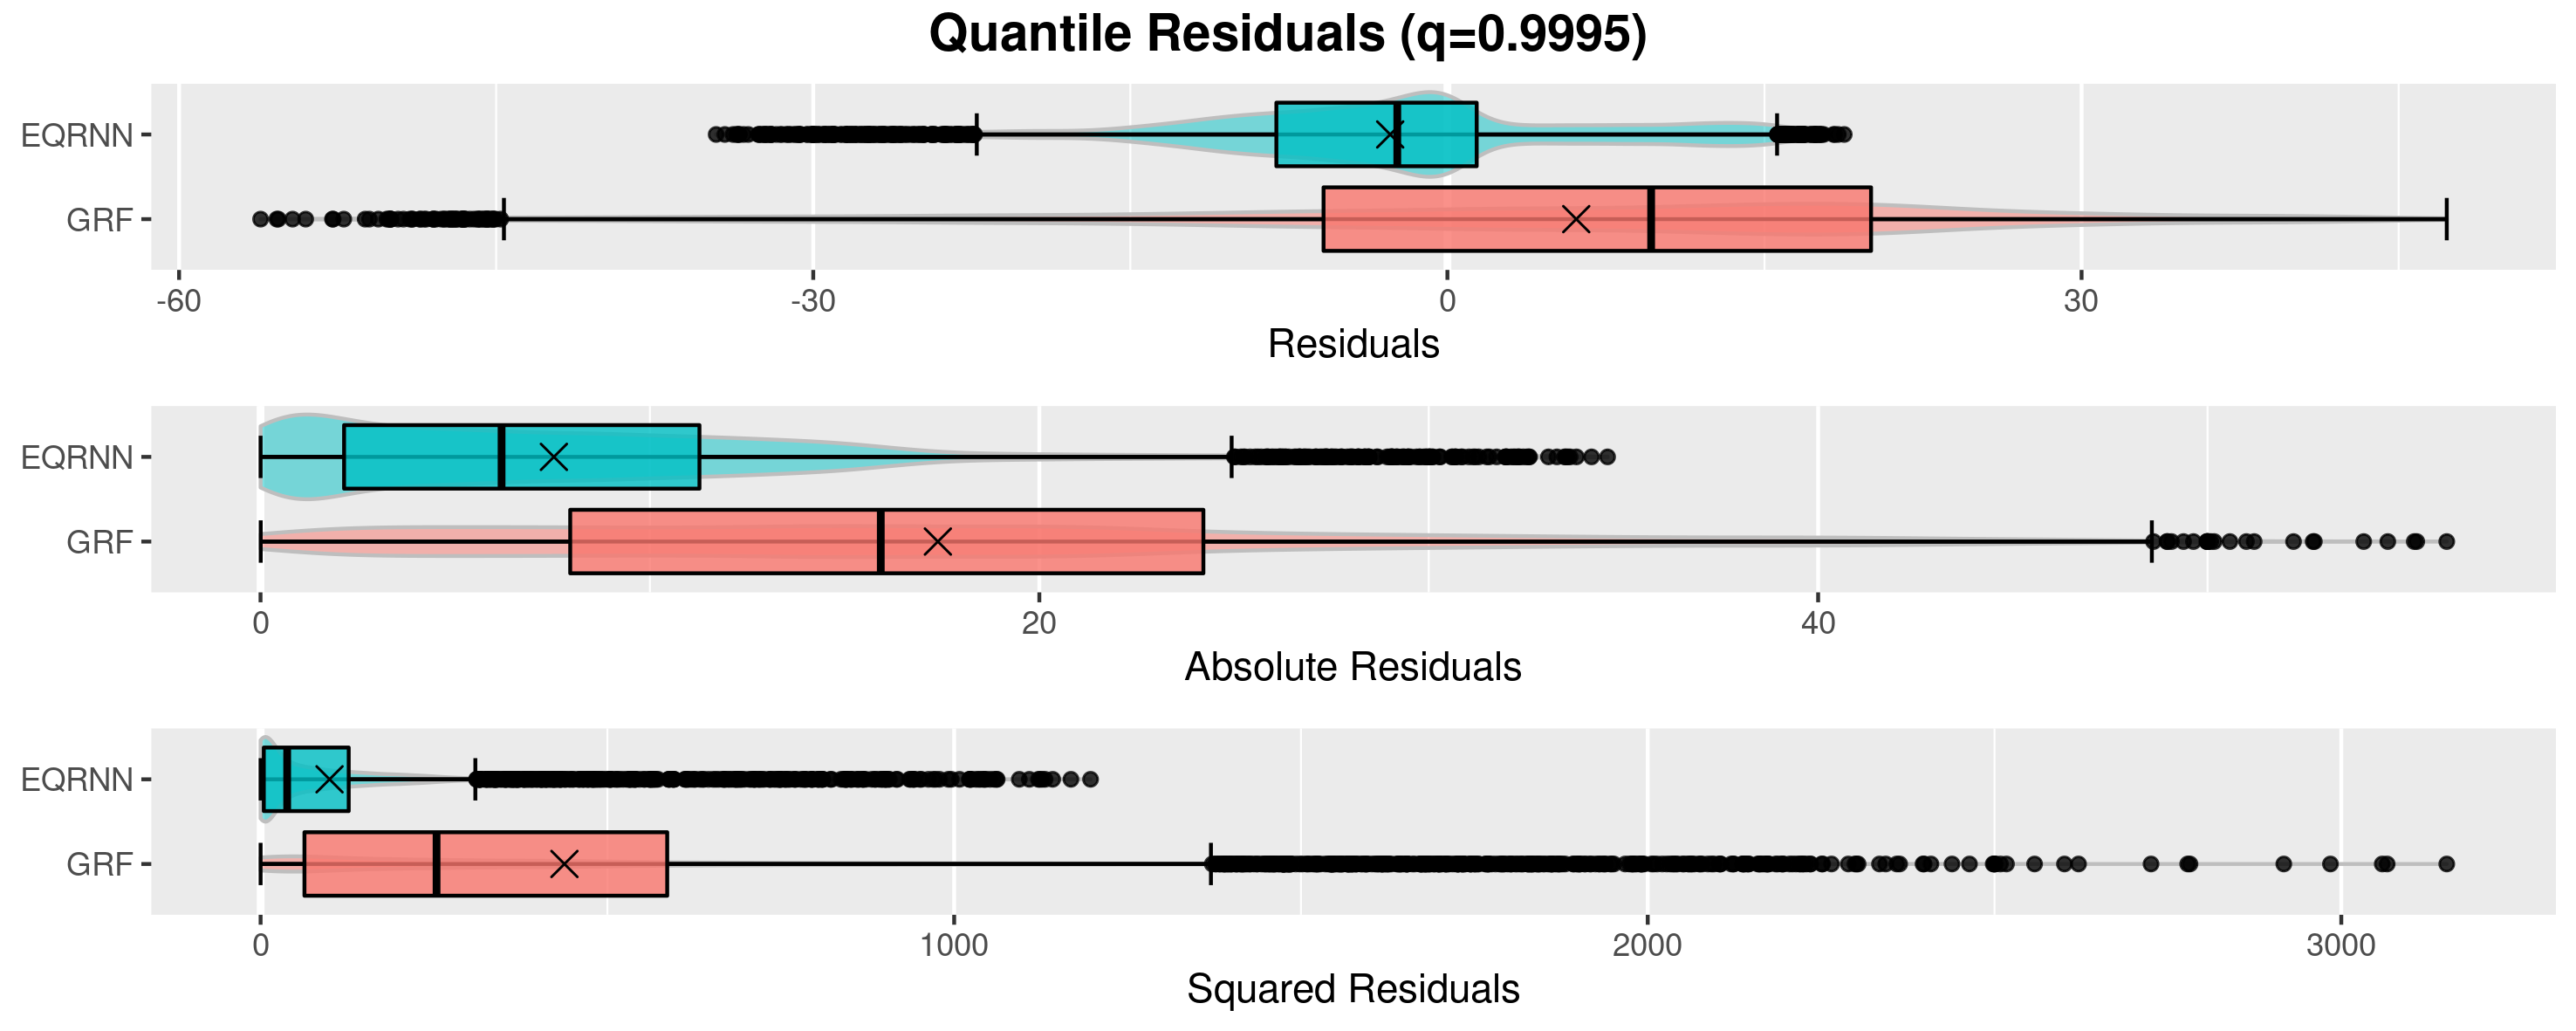 Quantile Residuals (q=0.9995)
EQRNN
GRF
-60 -30 0 30
Residuals
EQRNN
GRF
0 20 40
Absolute Residuals
EQRNN
GRF
0 1000 2000 3000
Squared Residuals